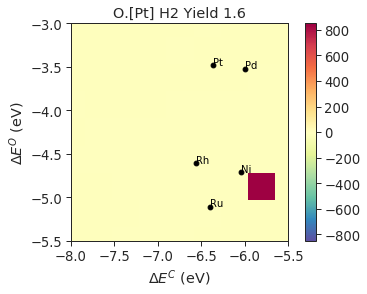 O.[Pt] H2 Yield 1.6
−3.0
−3.5
−4.0
−4.5
−5.0
−5.5
ΔE^O (eV)
Pt
Pd
Rh
Ni
Ru
−8.0 −7.5 −7.0 −6.5 −6.0 −5.5
ΔE^C (eV)
800
600
400
200
0
−200
−400
−600
−800